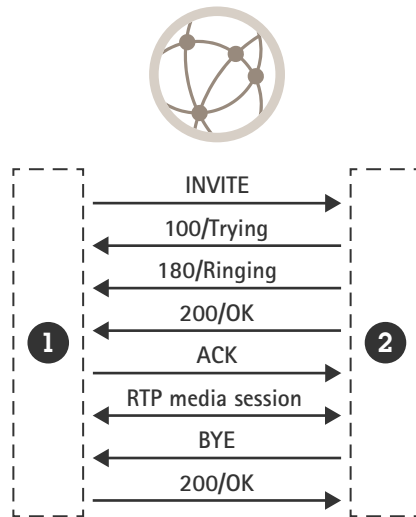 INVITE
100/Trying
180/Ringing
200/OK
1
2
ACK
RTP media session
BYE
200/OK